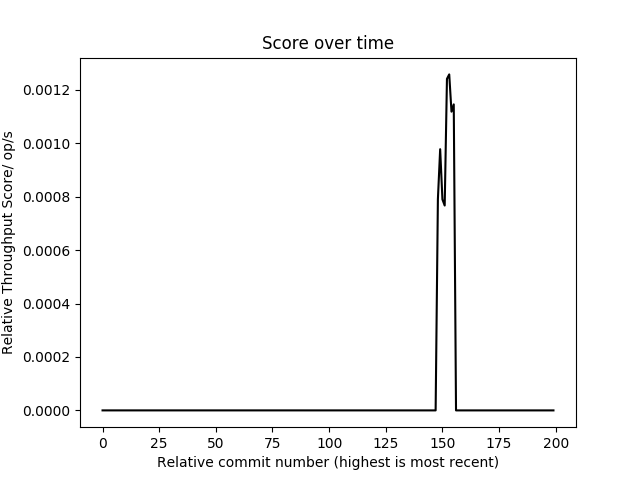 Score over time
Relative Throughput Score/ op/s
0.0012
0.0010
0.0008
0.0006
0.0004
0.0002
0.0000
0 25 50 75 100 125 150 175 200
Relative commit number (highest is most recent)